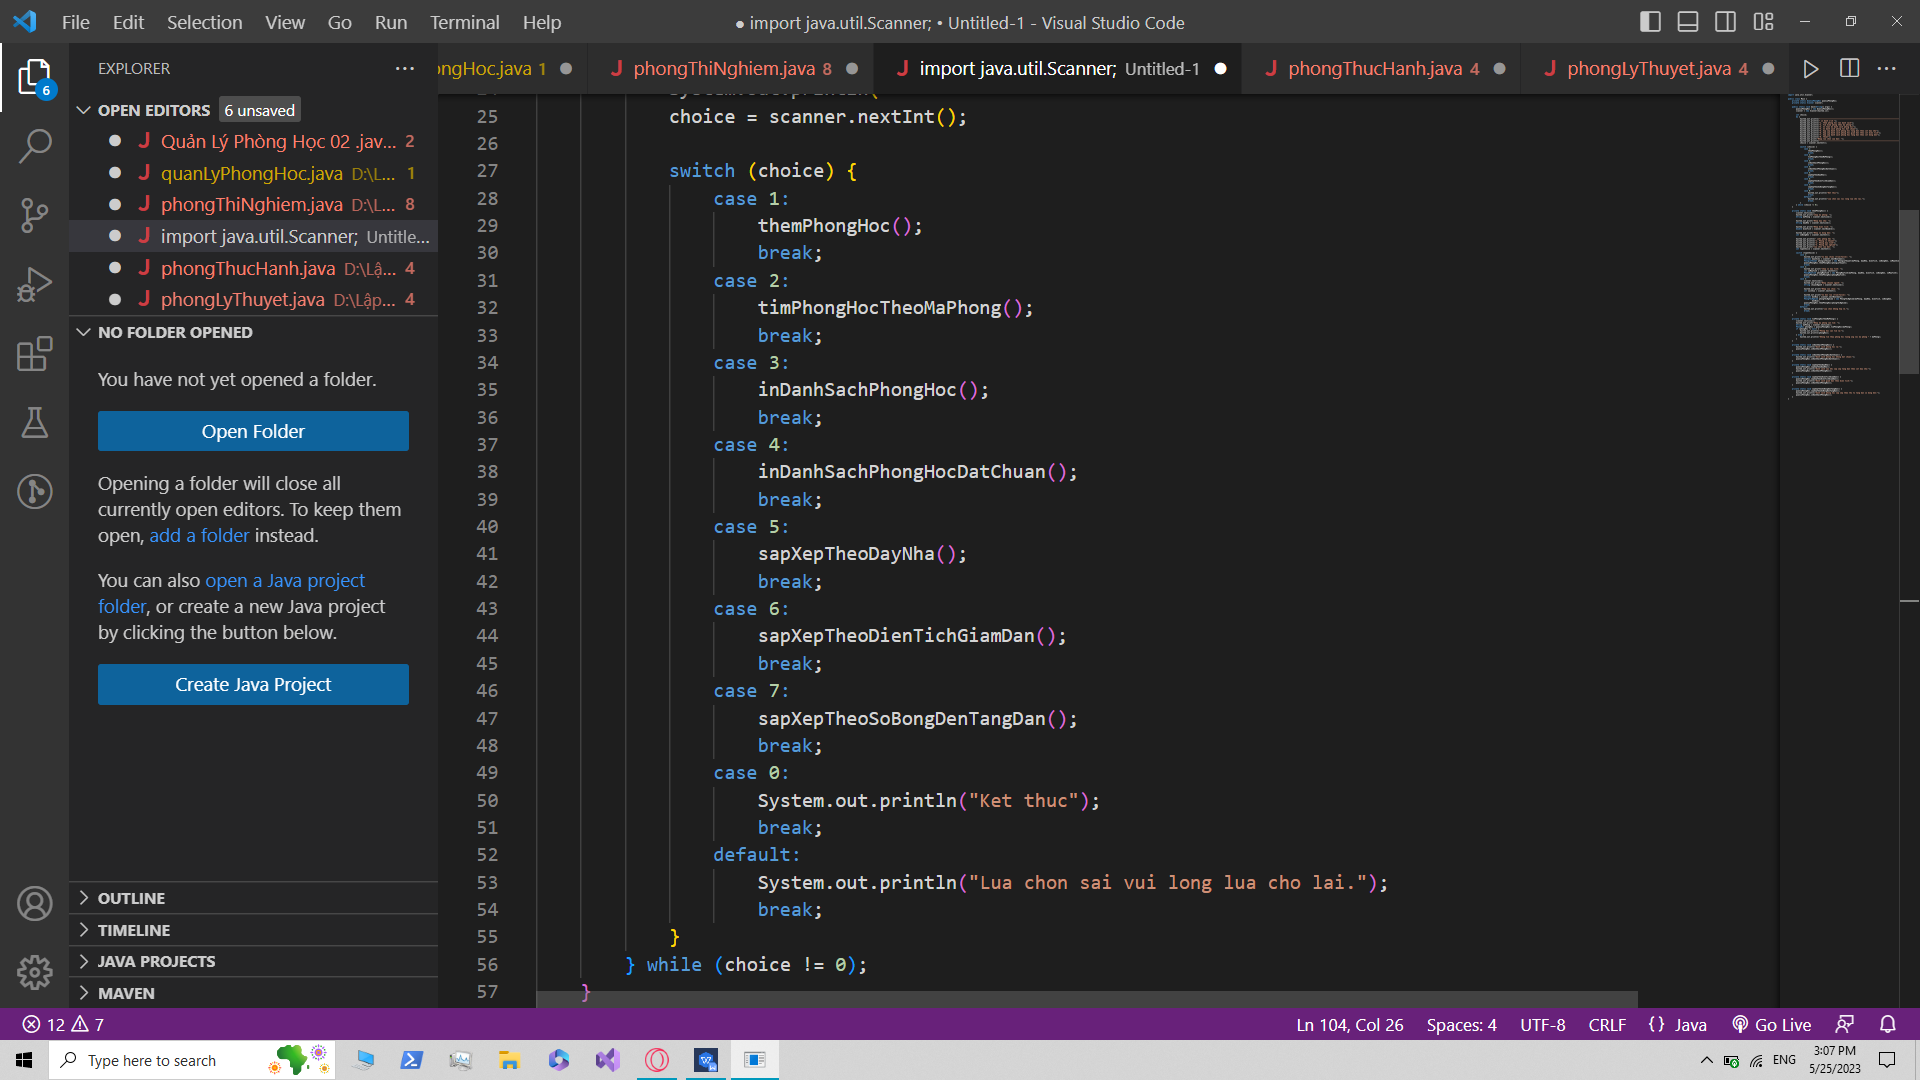 File Edit Selection View Go Run Terminal Help
● import java.util.Scanner; • Untitled-1 - Visual Studio Code
EXPLORER
ngHoc.java 1
phongThiNghiem.java 8
import java.util.Scanner; Untitled-1
phongThucHanh.java 4
phongLyThuyet.java 4
6
OPEN EDITORS 6 unsaved
Quản Lý Phòng Học 02 .jav... 2
quanLyPhongHoc.java D:\L... 1
phongThiNghiem.java D:\L... 8
import java.util.Scanner; Untitle...
phongThucHanh.java D:\Lậ... 4
phongLyThuyet.java D:\Lập... 4
NO FOLDER OPENED
You have not yet opened a folder.
Open Folder
Opening a folder will close all
currently open editors. To keep them
open, add a folder instead.
You can also open a Java project
folder, or create a new Java project
by clicking the button below.
Create Java Project
OUTLINE
TIMELINE
JAVA PROJECTS
MAVEN
25 choice = scanner.nextInt();
26
27 switch (choice) {
28 case 1:
29 themPhongHoc();
30 break;
31 case 2:
32 timPhongHocTheoMaPhong();
33 break;
34 case 3:
35 inDanhSachPhongHoc();
36 break;
37 case 4:
38 inDanhSachPhongHocDatChuan();
39 break;
40 case 5:
41 sapXepTheoDayNha();
42 break;
43 case 6:
44 sapXepTheoDienTichGiamDan();
45 break;
46 case 7:
47 sapXepTheoSoBongDenTangDan();
48 break;
49 case 0:
50 System.out.println("Ket thuc");
51 break;
52 default:
53 System.out.println("Lua chon sai vui long lua cho lai.");
54 break;
55 }
56 } while (choice != 0);
57 }
12 7
Ln 104, Col 26 Spaces: 4 UTF-8 CRLF {} Java Go Live
Type here to search
ENG
3:07 PM
5/25/2023